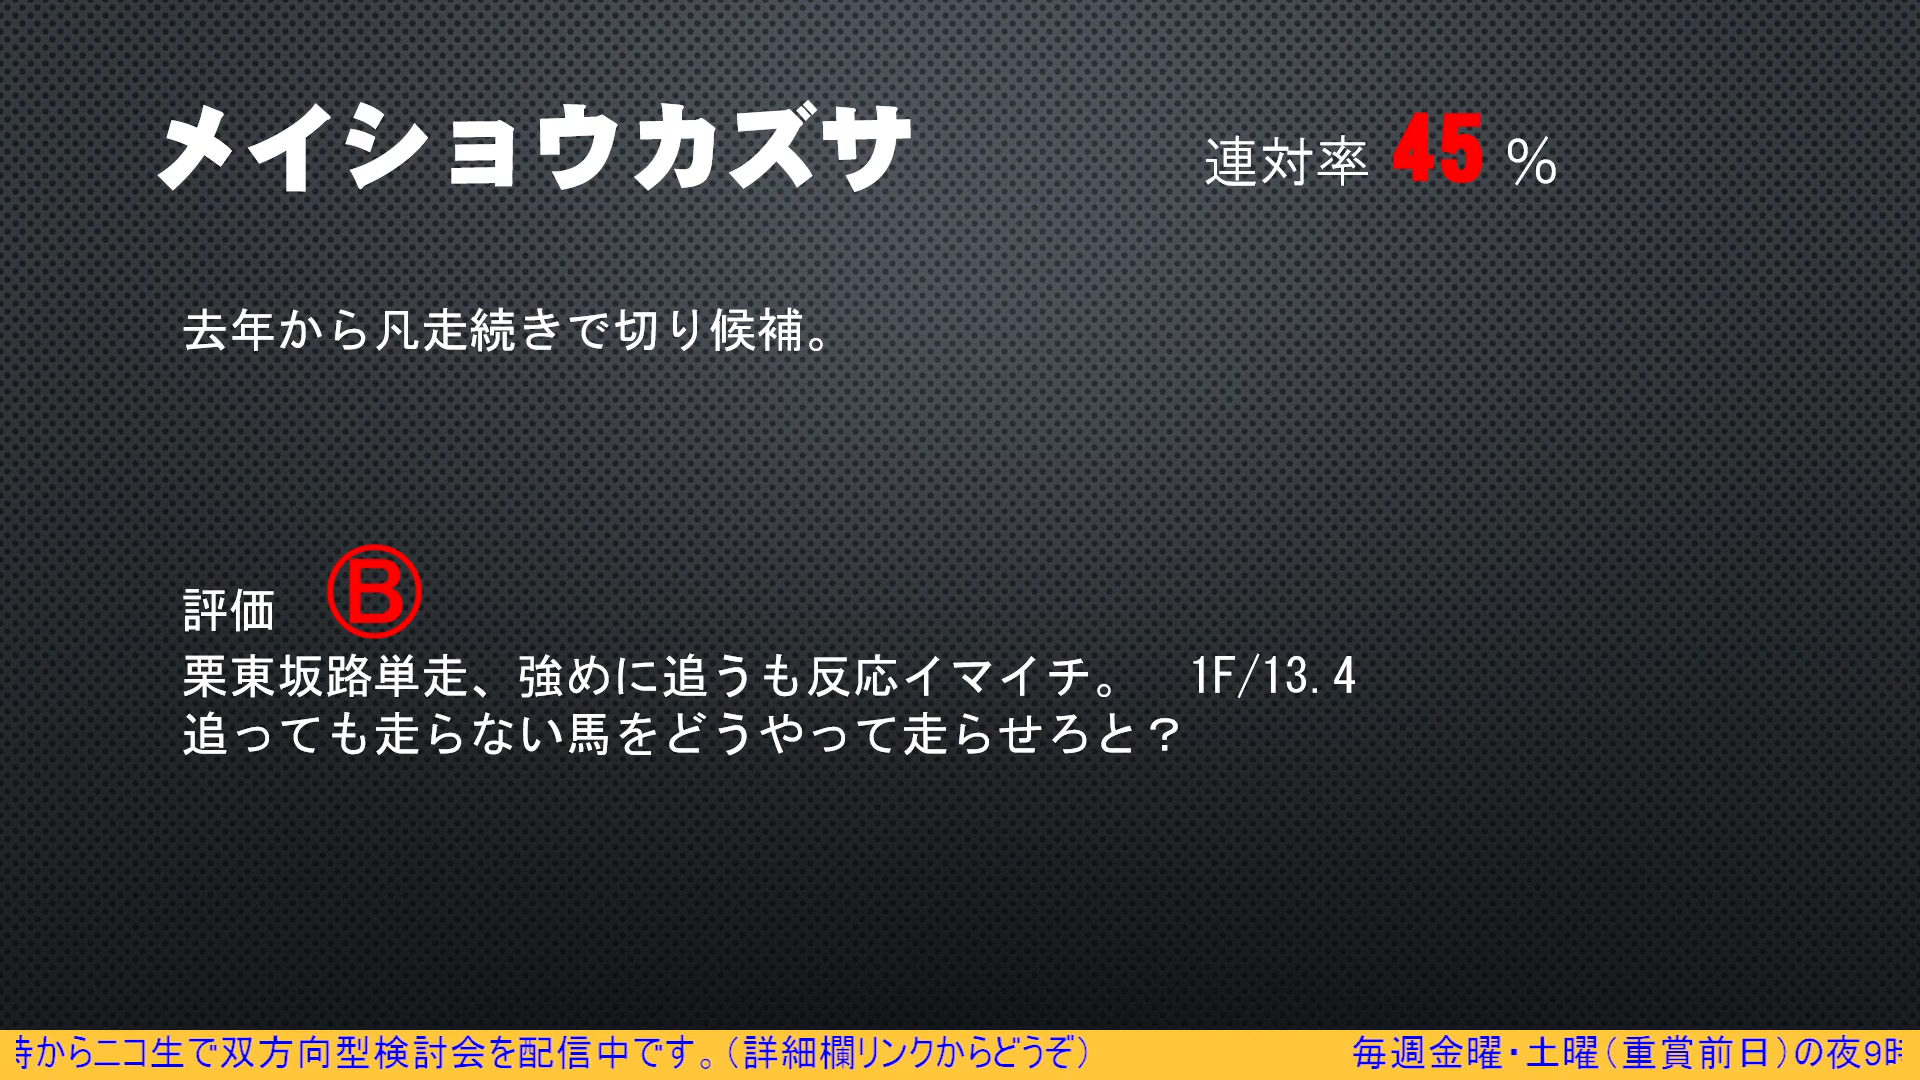 メイショウカズサ 連対率 45 %
去年から凡走続きで切り候補。
評価 Ⓑ
栗東坂路単走、強めに追うも反応イマイチ。 1F/13.4
追っても走らない馬をどうやって走らせろと？
時からニコ生で双方向型検討会を配信中です。（詳細欄リンクからどうぞ） 毎週金曜・土曜（重賞前日）の夜9時